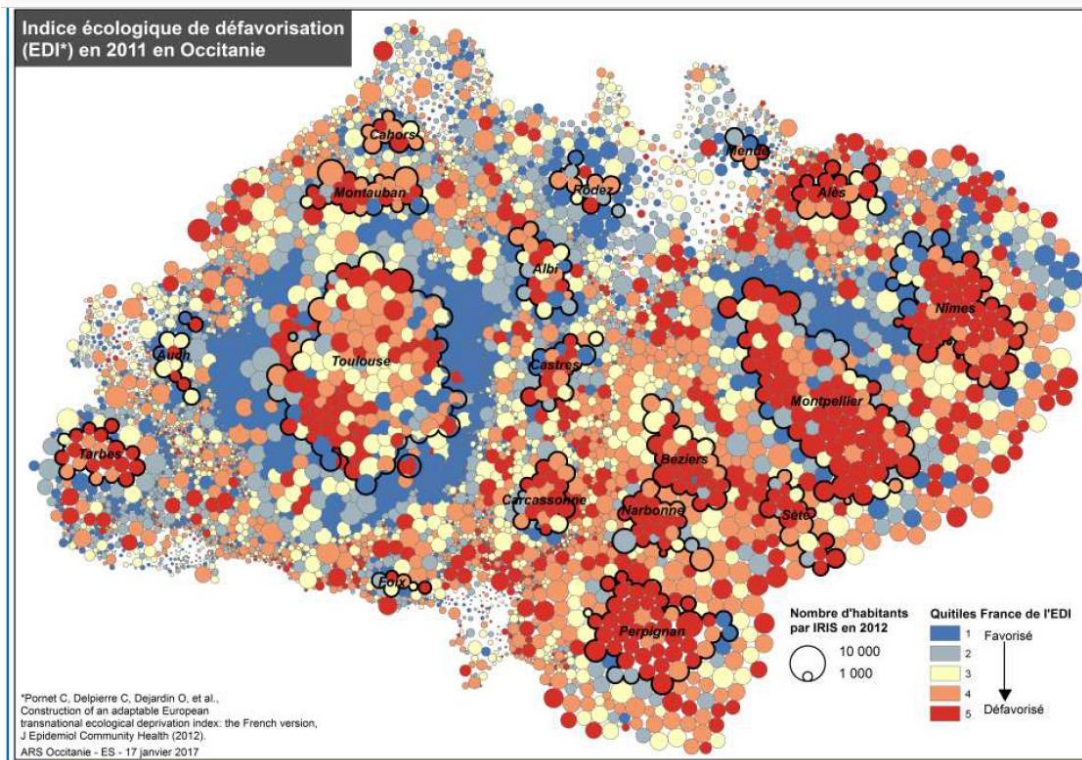 Indice écologique de défavorisation
(EDI*) en 2011 en Occitanie
Cahors
Mende
Montauban
Rodez
Alès
Albi
Nîmes
Auch
Toulouse
Castres
Montpellier
Tarbes
Beziers
Carcassonne
Narbonne
Sète
Foix
Perpignan
Nombre d'habitants
par IRIS en 2012
10 000
1 000
Quitiles France de l'EDI
1 Favorisé
2
3
4
5 Défavorisé
*Pornet C, Delpierre C, Dejardin O, et al.,
Construction of an adaptable European
transnational ecological deprivation index: the French version,
J Epidemiol Community Health (2012).
ARS Occitanie - ES - 17 janvier 2017